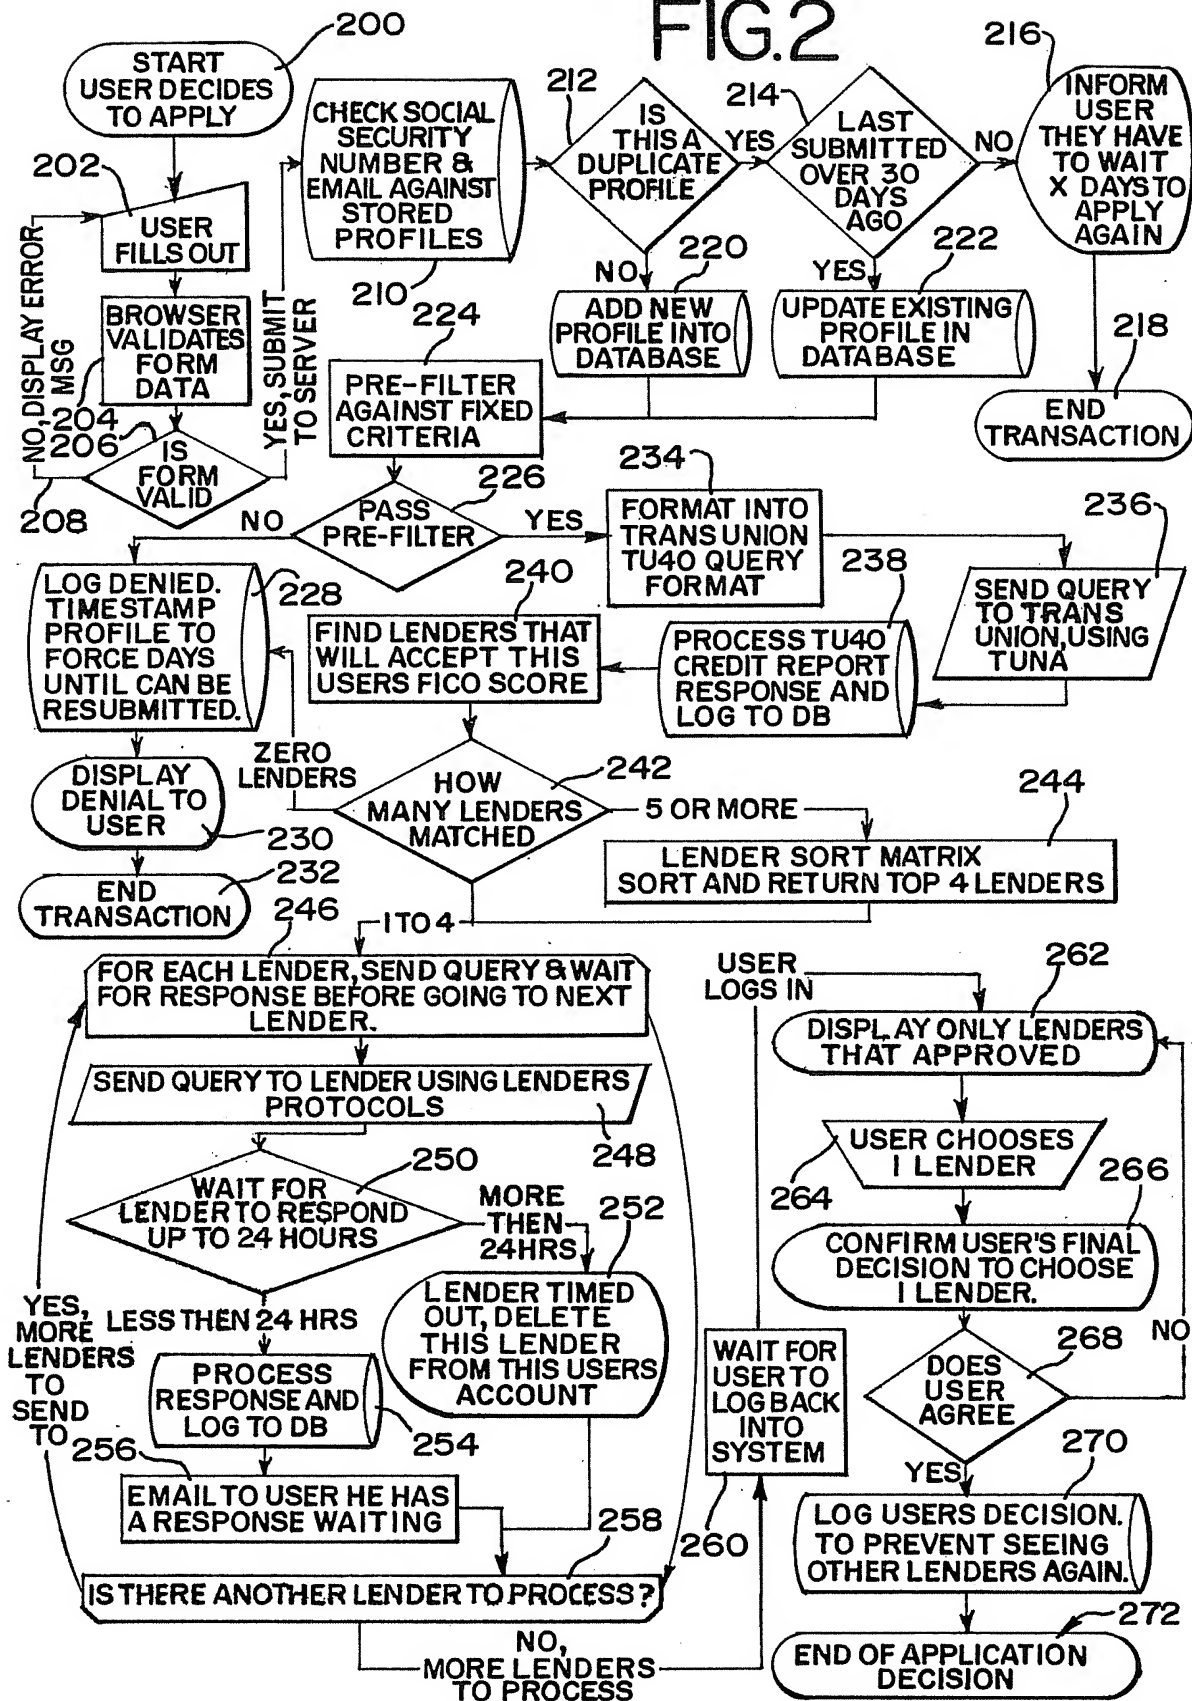 FIG.2
200
START
USER DECIDES
TO APPLY
202
USER
FILLS OUT
BROWSER
VALIDATES
FORM
DATA
204
206
IS
FORM
VALID
208
NO, DISPLAY ERROR
MSG
YES, SUBMIT
TO SERVER
CHECK SOCIAL
SECURITY
NUMBER &
EMAIL AGAINST
STORED
PROFILES
210
212
IS
THIS A
DUPLICATE
PROFILE
YES
NO
214
LAST
SUBMITTED
OVER 30
DAYS
AGO
NO
YES
216
INFORM
USER
THEY HAVE
TO WAIT
X DAYS TO
APPLY
AGAIN
218
END
TRANSACTION
220
ADD NEW
PROFILE INTO
DATABASE
222
UPDATE EXISTING
PROFILE IN
DATABASE
224
PRE-FILTER
AGAINST FIXED
CRITERIA
226
PASS
PRE-FILTER
NO
YES
LOG DENIED.
TIMESTAMP
PROFILE TO
FORCE DAYS
UNTIL CAN BE
RESUBMITTED.
228
DISPLAY
DENIAL TO
USER
230
END
TRANSACTION
232
234
FORMAT INTO
TRANS UNION
TU40 QUERY
FORMAT
236
SEND QUERY
TO TRANS
UNION, USING
TUNA
238
PROCESS TU40
CREDIT REPORT
RESPONSE AND
LOG TO DB
240
FIND LENDERS THAT
WILL ACCEPT THIS
USERS FICO SCORE
ZERO
LENDERS
HOW
MANY LENDERS
MATCHED
242
5 OR MORE
244
LENDER SORT MATRIX
SORT AND RETURN TOP 4 LENDERS
1 TO 4
246
FOR EACH LENDER, SEND QUERY & WAIT
FOR RESPONSE BEFORE GOING TO NEXT
LENDER.
SEND QUERY TO LENDER USING LENDERS
PROTOCOLS
248
250
WAIT FOR
LENDER TO RESPOND
UP TO 24 HOURS
MORE
THEN
24HRS
252
LENDER TIMED
OUT, DELETE
THIS LENDER
FROM THIS USERS
ACCOUNT
LESS THEN 24 HRS
PROCESS
RESPONSE AND
LOG TO DB
254
256
EMAIL TO USER HE HAS
A RESPONSE WAITING
258
IS THERE ANOTHER LENDER TO PROCESS?
YES,
MORE
LENDERS
TO
SEND
TO
NO,
MORE LENDERS
TO PROCESS
WAIT FOR
USER TO
LOG BACK
INTO
SYSTEM
260
USER
LOGS IN
262
DISPLAY ONLY LENDERS
THAT APPROVED
USER CHOOSES
1 LENDER
264
266
CONFIRM USER'S FINAL
DECISION TO CHOOSE
1 LENDER.
268
DOES
USER
AGREE
NO
YES
270
LOG USERS DECISION.
TO PREVENT SEEING
OTHER LENDERS AGAIN.
272
END OF APPLICATION
DECISION